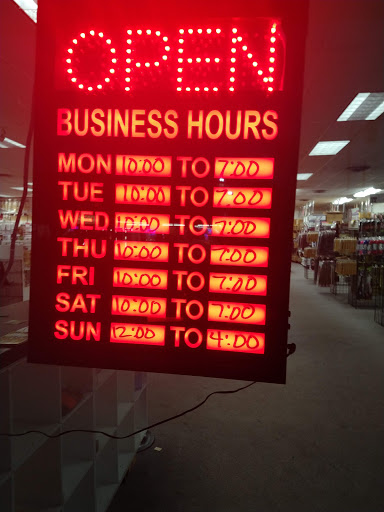 OPEN
BUSINESS HOURS
MON 10:00 TO 7:00
TUE 10:00 TO 7:00
WED 10:00 TO 7:00
THU 10:00 TO 7:00
FRI 10:00 TO 7:00
SAT 10:00 TO 7:00
SUN 12:00 TO 4:00